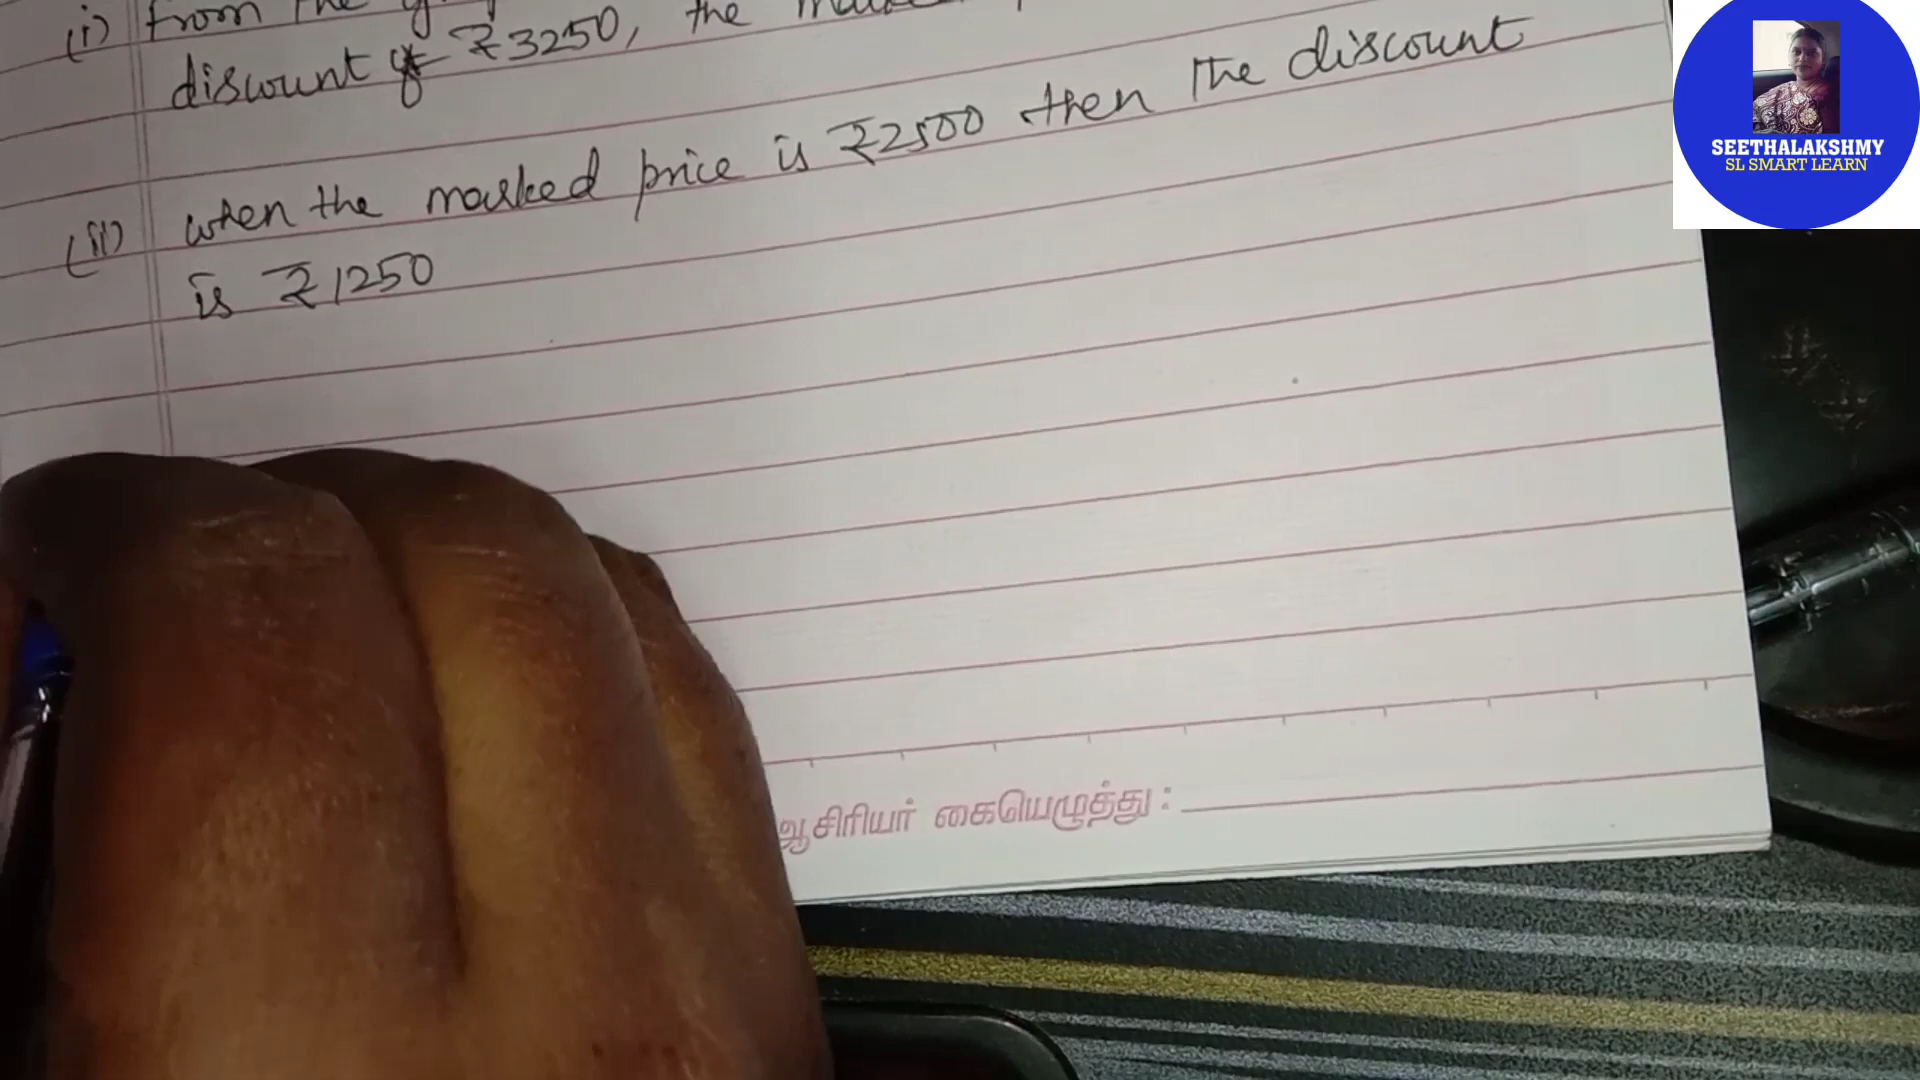 (i) from the
discount of ₹3250, the
(ii) when the marked price is ₹2500 then the discount
is ₹1250
ஆசிரியர் கையெழுத்து :
SEETHALAKSHMY
SL SMART LEARN